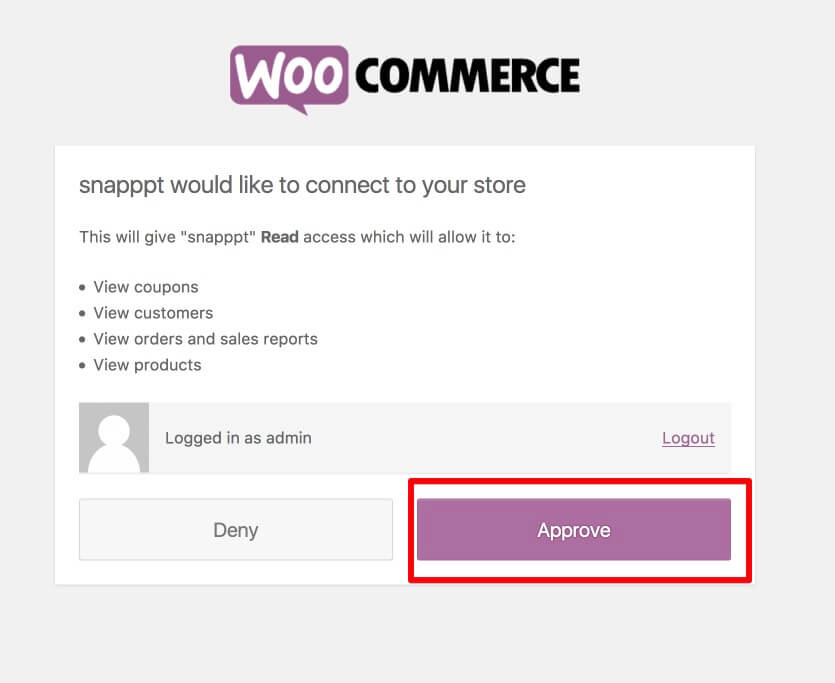 WOO COMMERCE
snapppt would like to connect to your store
This will give "snapppt" Read access which will allow it to:
• View coupons
• View customers
• View orders and sales reports
• View products
Logged in as admin Logout
Deny Approve